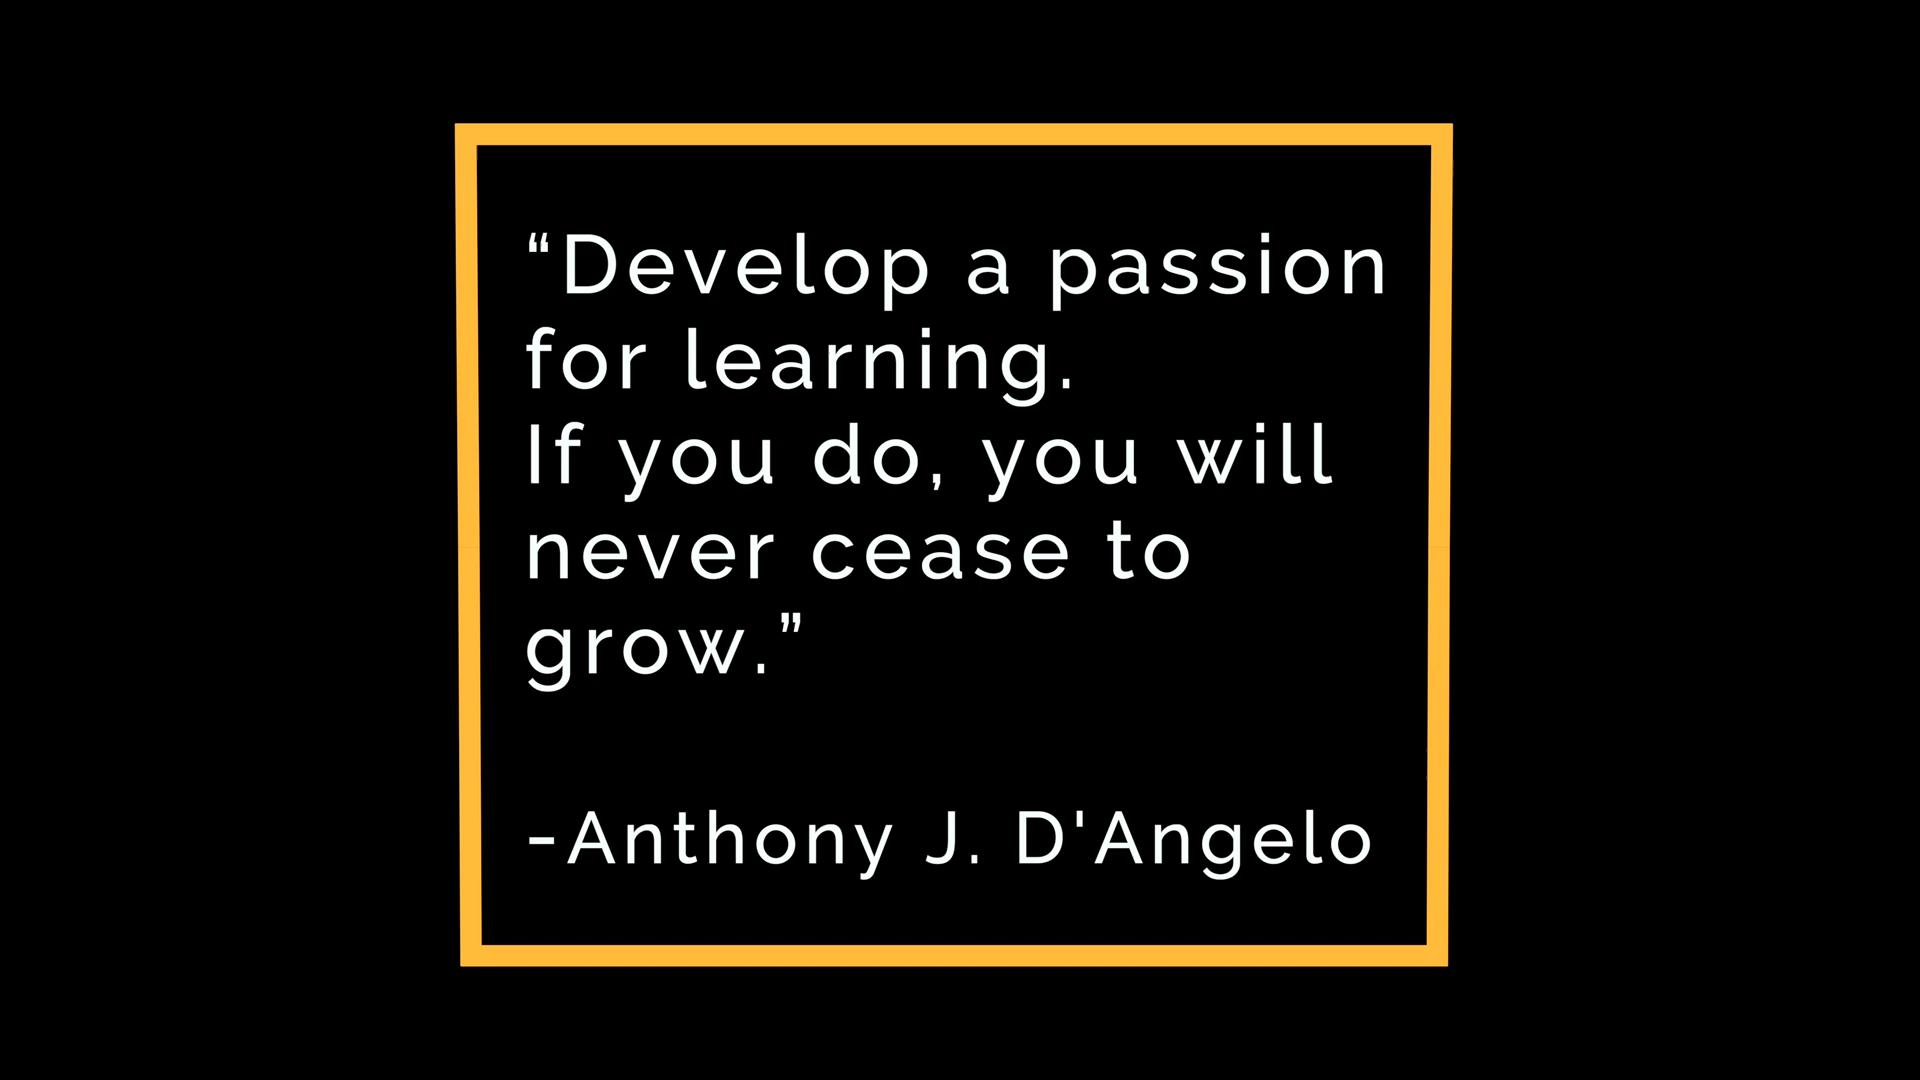 “Develop a passion
for learning.
If you do, you will
never cease to
grow.”
-Anthony J. D'Angelo